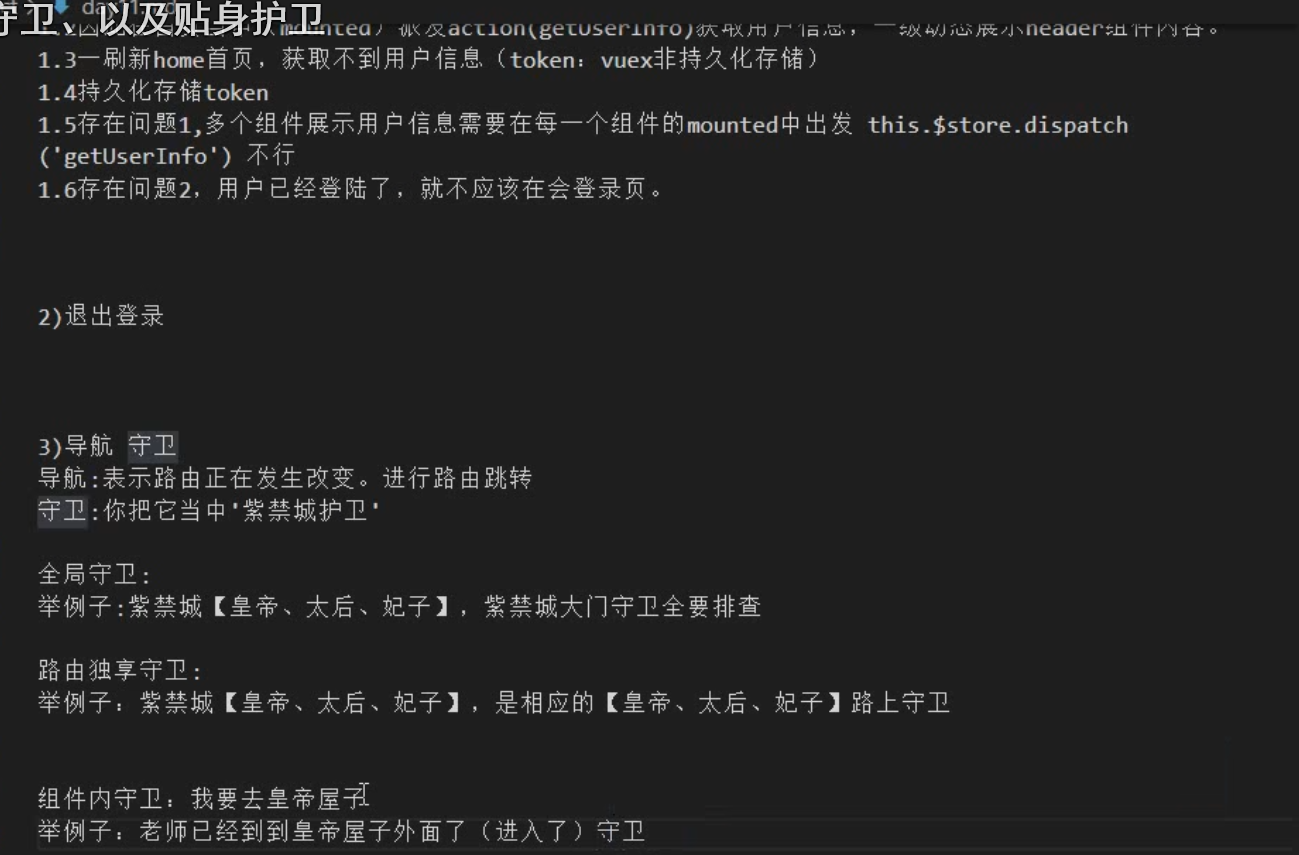 守卫、以及贴身护卫
mounted）派发action(getUserInfo)获取用户信息，一级动态展示header组件内容。
1.3一刷新home首页，获取不到用户信息（token：vuex非持久化存储）
1.4持久化存储token
1.5存在问题1,多个组件展示用户信息需要在每一个组件的mounted中出发 this.$store.dispatch
('getUserInfo') 不行
1.6存在问题2，用户已经登陆了，就不应该在会登录页。
2)退出登录
3)导航 守卫
导航:表示路由正在发生改变。进行路由跳转
守卫:你把它当中'紫禁城护卫'
全局守卫:
举例子:紫禁城【皇帝、太后、妃子】，紫禁城大门守卫全要排查
路由独享守卫:
举例子：紫禁城【皇帝、太后、妃子】，是相应的【皇帝、太后、妃子】路上守卫
组件内守卫：我要去皇帝屋子
举例子：老师已经到到皇帝屋子外面了（进入了）守卫